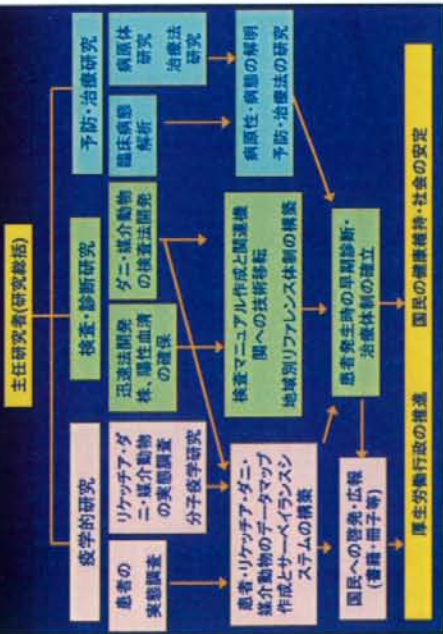 主任研究者(研究総括)
疫学的研究
検査・診断研究
予防・治療研究
患者の
実態調査
リケッチア・ダ
ニ・媒介動物
の実態調査
分子疫学研究
迅速法開発
株、陽性血清
の確保
ダニ・媒介動物
の検査法開発
臨床病態
解析
病原体
研究
治療法
研究
患者・リケッチア・ダニ・
媒介動物のデータマップ
作成とサーベイランスシ
ステムの構築
検査マニュアル作成と関連機
関への技術移転
地域別リファレンス体制の構築
病原性・病態の解明
予防・治療法の研究
国民への啓発・広報
(書籍・冊子等)
患者発生時の早期診断・
治療体制の確立
厚生労働行政の推進
国民の健康維持・社会の安定